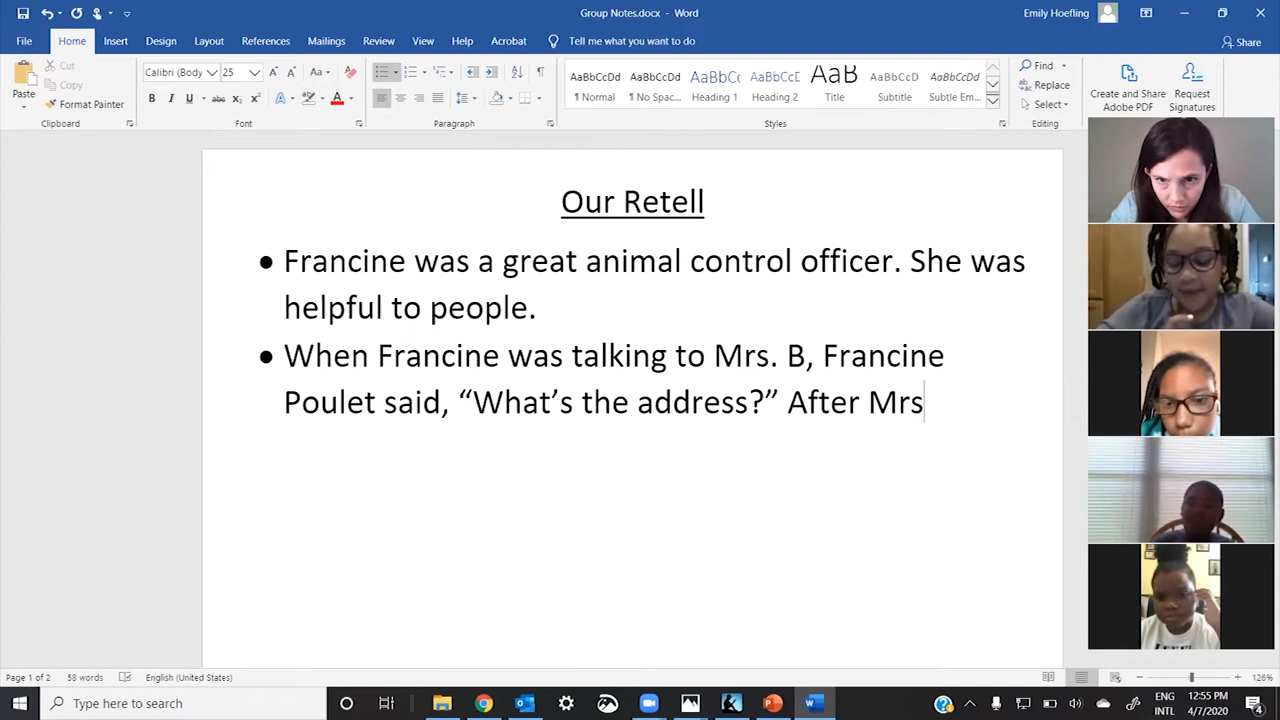 Group Notes.docx - Word
Emily Hoefling
File Home Insert Design Layout References Mailings Review View Help Acrobat Tell me what you want to do Share
Paste
Cut
Copy
Format Painter
Clipboard
Calibri (Body 25
Font
Paragraph
AaBbCcDd AaBbCcDd AaBbCc AaBbCcD AaB AaBbCcD AaBbCcDd
¶ Normal ¶ No Spac... Heading 1 Heading 2 Title Subtitle Subtle Em...
Styles
Find
Replace
Select
Editing
Create and Share
Adobe PDF
Request
Signatures
Our Retell
• Francine was a great animal control officer. She was
helpful to people.
• When Francine was talking to Mrs. B, Francine
Poulet said, “What’s the address?” After Mrs
Page 1 of 2 58 words English (United States) 126%
Type here to search
ENG
INTL
12:55 PM
4/7/2020